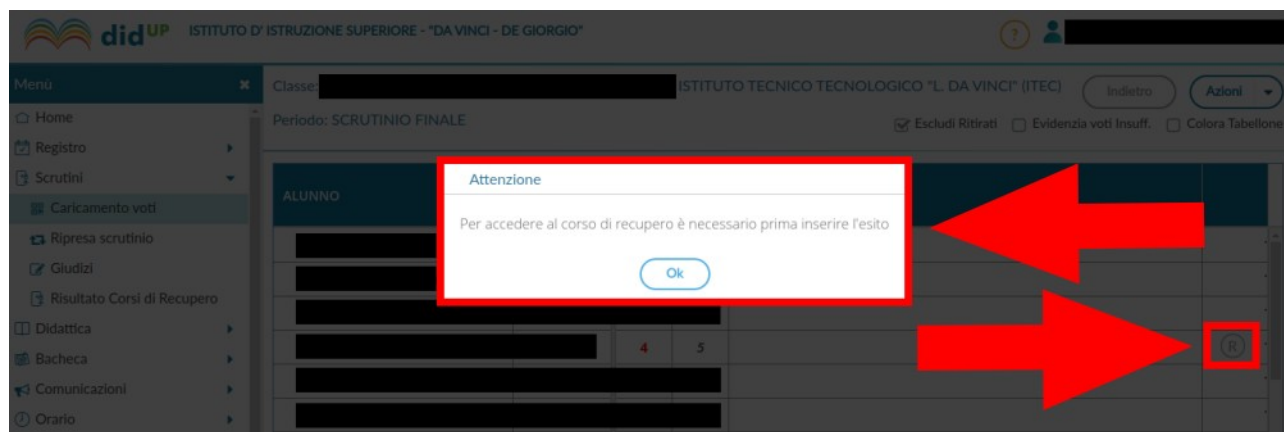 did UP ISTITUTO D' ISTRUZIONE SUPERIORE - "DA VINCI - DE GIORGIO" ?
Menù ×
Home
Registro
Scrutini
Caricamento voti
Ripresa scrutinio
Giudizi
Risultato Corsi di Recupero
Didattica
Bacheca
Comunicazioni
Orario
Classe: ISTITUTO TECNICO TECNOLOGICO "L. DA VINCI" (ITEC) Indietro Azioni
Periodo: SCRUTINIO FINALE Escludi Ritirati Evidenzia voti Insuff. Colora Tabellone
ALUNNO
Attenzione
Per accedere al corso di recupero è necessario prima inserire l'esito
Ok
4 5 R